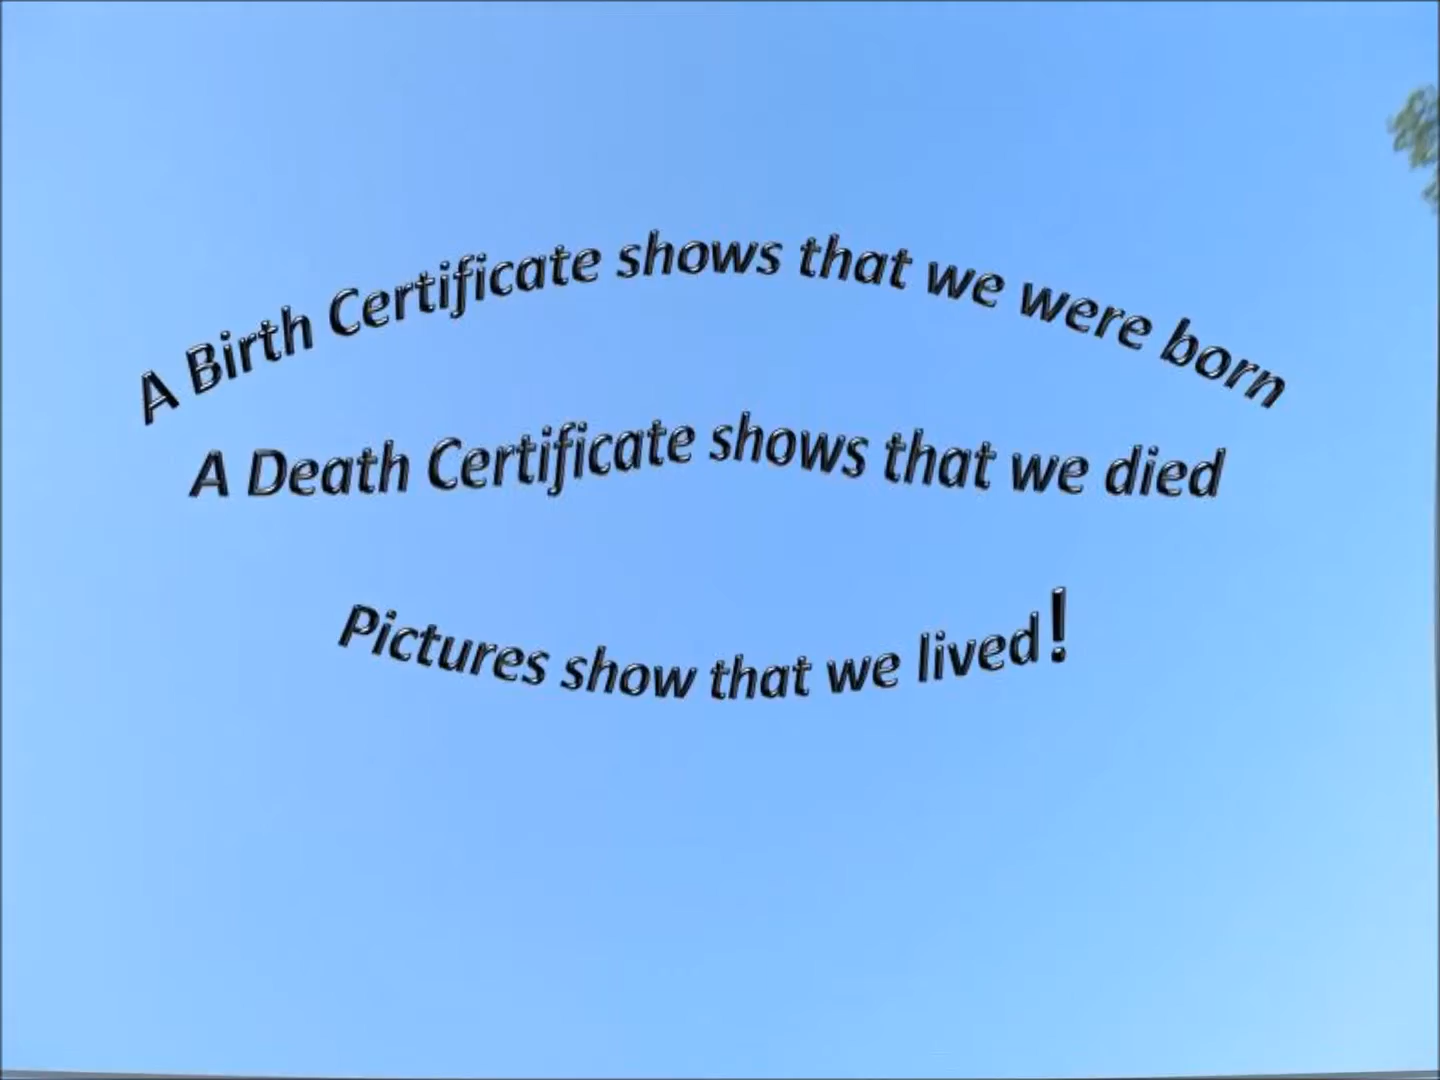 A Birth Certificate shows that we were born
A Death Certificate shows that we died
Pictures show that we lived!